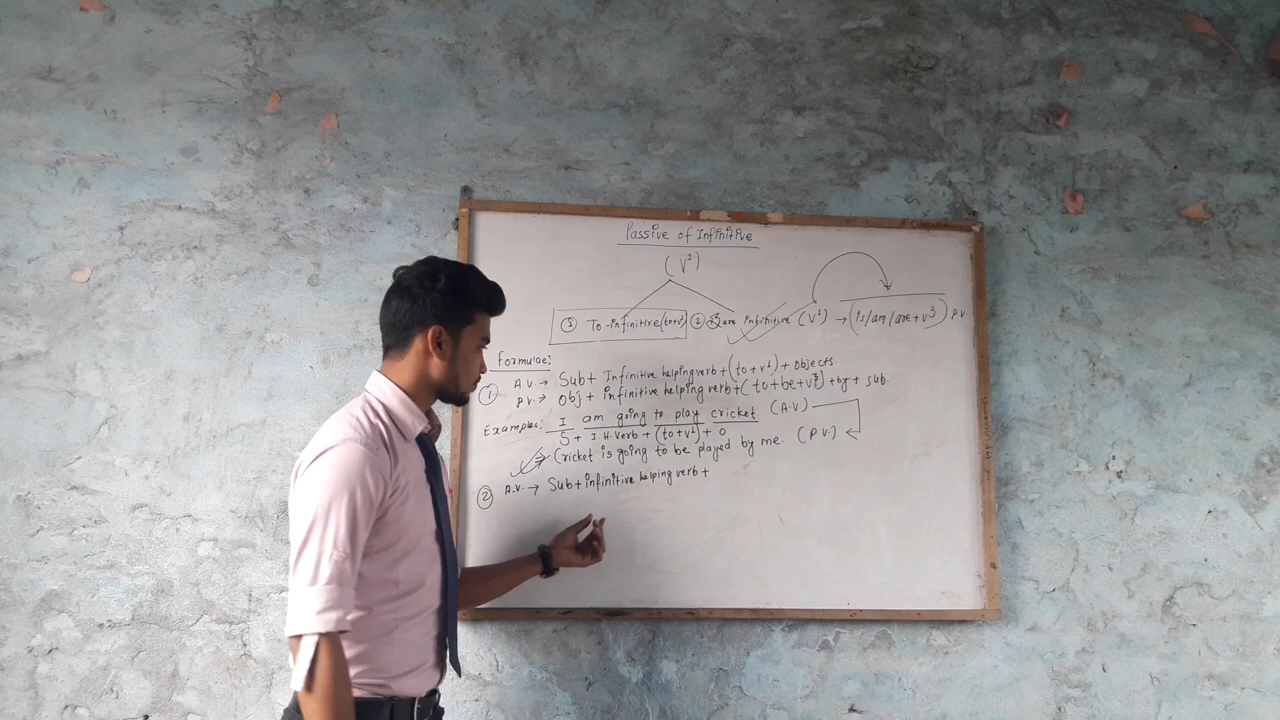 Passive of Infinitive
(V¹)
① To-infinitive (to+v¹) ② Bare infinitive (V¹) → (is/am/are + v³) P.V.
Formulae:
① A.V. → Sub + Infinitive helping verb + (to + v¹) + objects.
P.V. → Obj + infinitive helping verb + (to + be + v³) + by + sub.
Examples: I am going to play cricket (A.V.)
S + I.H.Verb + (to+v¹) + O
⇒ Cricket is going to be played by me. (P.V.)
② A.V. → Sub + infinitive helping verb +